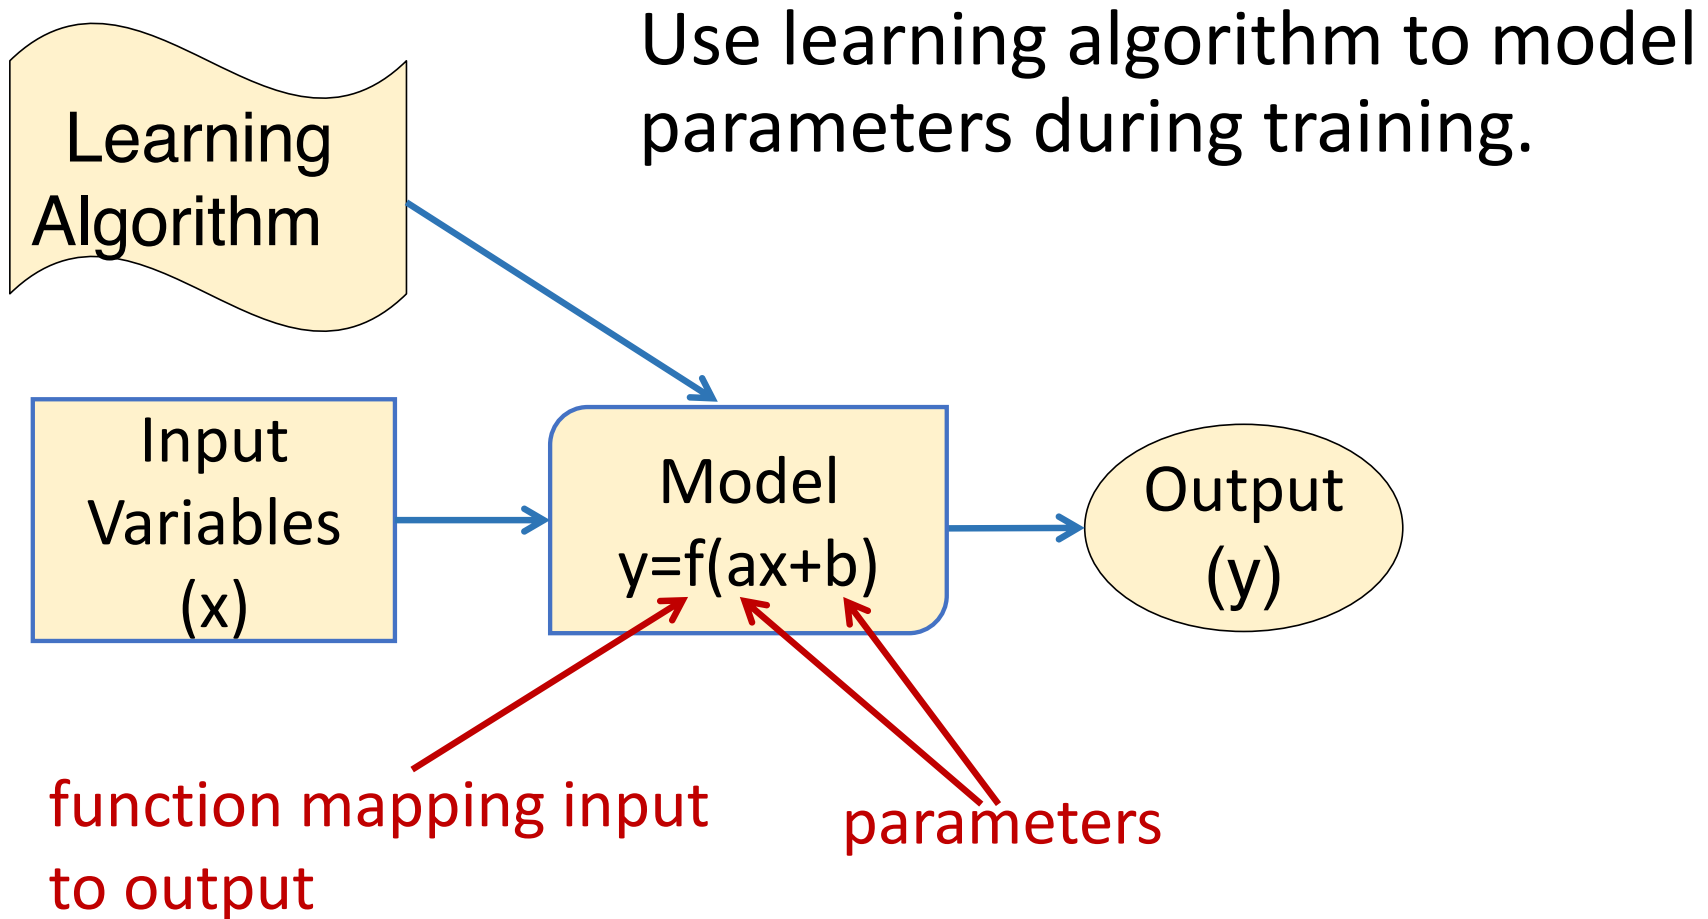 Use learning algorithm to model
parameters during training.
Learning
Algorithm
Input
Variables
(x)
Model
y=f(ax+b)
Output
(y)
function mapping input
to output
parameters